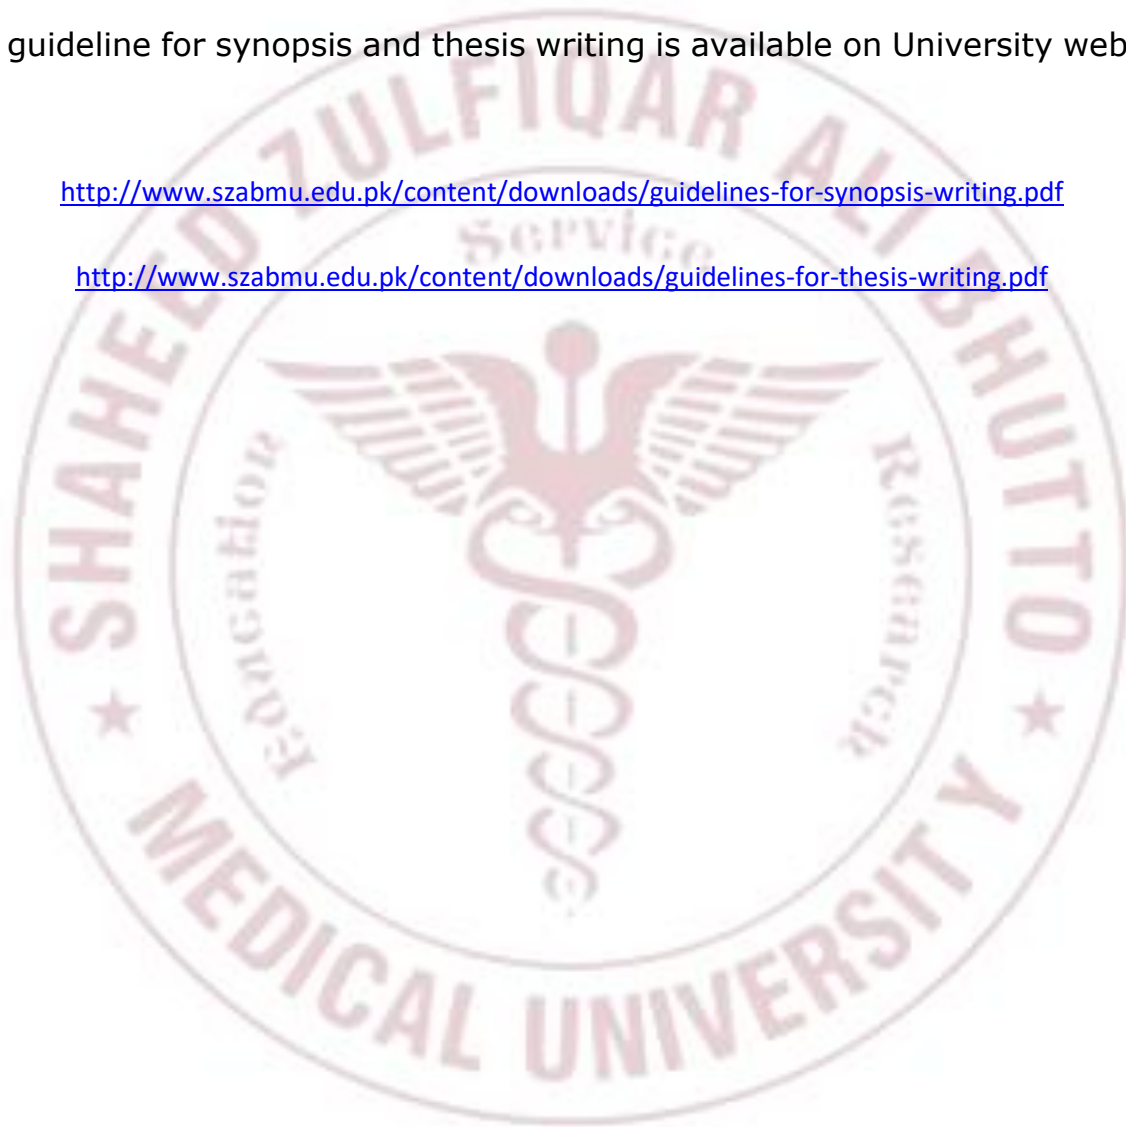 guideline for synopsis and thesis writing is available on University web
http://www.szabmu.edu.pk/content/downloads/guidelines-for-synopsis-writing.pdf
http://www.szabmu.edu.pk/content/downloads/guidelines-for-thesis-writing.pdf
SHAHEED ZULFIQAR ALI BHUTTO
Service
Education
Research
★ MEDICAL UNIVERSITY ★